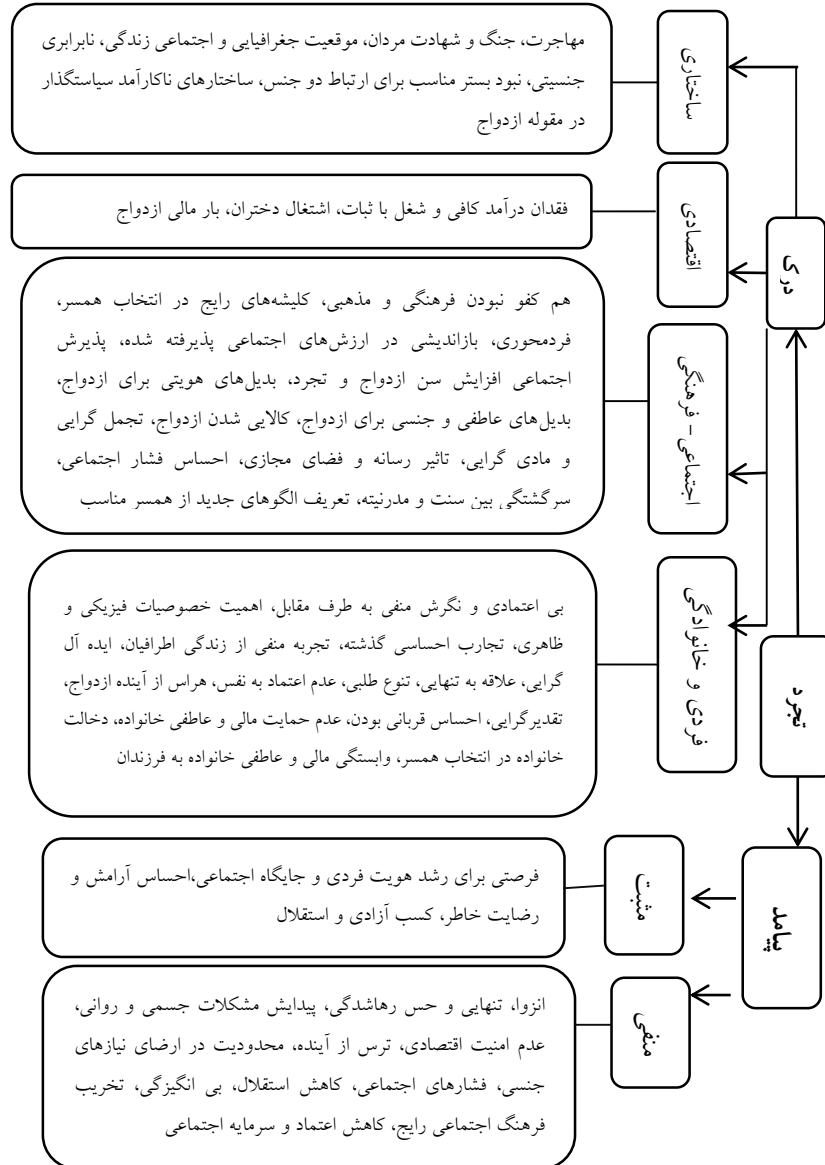 تجرد
درک
ساختاری
مهاجرت، جنگ و شهادت مردان، موقعیت جغرافیایی و اجتماعی زندگی، نابرابری
جنسیتی، نبود بستر مناسب برای ارتباط دو جنس، ساختارهای ناکارآمد سیاستگذار
در مقوله ازدواج
اقتصادی
فقدان درآمد کافی و شغل با ثبات، اشتغال دختران، بار مالی ازدواج
اجتماعی - فرهنگی
هم کفو نبودن فرهنگی و مذهبی، کلیشه‌های رایج در انتخاب همسر،
فردمحوری، بازاندیشی در ارزش‌های اجتماعی پذیرفته شده، پذیرش
اجتماعی افزایش سن ازدواج و تجرد، بدیل‌های هویتی برای ازدواج،
بدیل‌های عاطفی و جنسی برای ازدواج، کالایی شدن ازدواج، تجمل گرایی
و مادی گرایی، تاثیر رسانه و فضای مجازی، احساس فشار اجتماعی،
سرگشتگی بین سنت و مدرنیته، تعریف الگوهای جدید از همسر مناسب
فردی و خانوادگی
بی اعتمادی و نگرش منفی به طرف مقابل، اهمیت خصوصیات فیزیکی و
ظاهری، تجارب احساسی گذشته، تجربه منفی از زندگی اطرافیان، ایده آل
گرایی، علاقه به تنهایی، تنوع طلبی، عدم اعتماد به نفس، هراس از آینده ازدواج،
تقدیرگرایی، احساس قربانی بودن، عدم حمایت مالی و عاطفی خانواده، دخالت
خانواده در انتخاب همسر، وابستگی مالی و عاطفی خانواده به فرزندان
پیامد
مثبت
فرصتی برای رشد هویت فردی و جایگاه اجتماعی،احساس آرامش و
رضایت خاطر، کسب آزادی و استقلال
منفی
انزوا، تنهایی و حس رهاشدگی، پیدایش مشکلات جسمی و روانی،
عدم امنیت اقتصادی، ترس از آینده، محدودیت در ارضای نیازهای
جنسی، فشارهای اجتماعی، کاهش استقلال، بی انگیزگی، تخریب
فرهنگ اجتماعی رایج، کاهش اعتماد و سرمایه اجتماعی